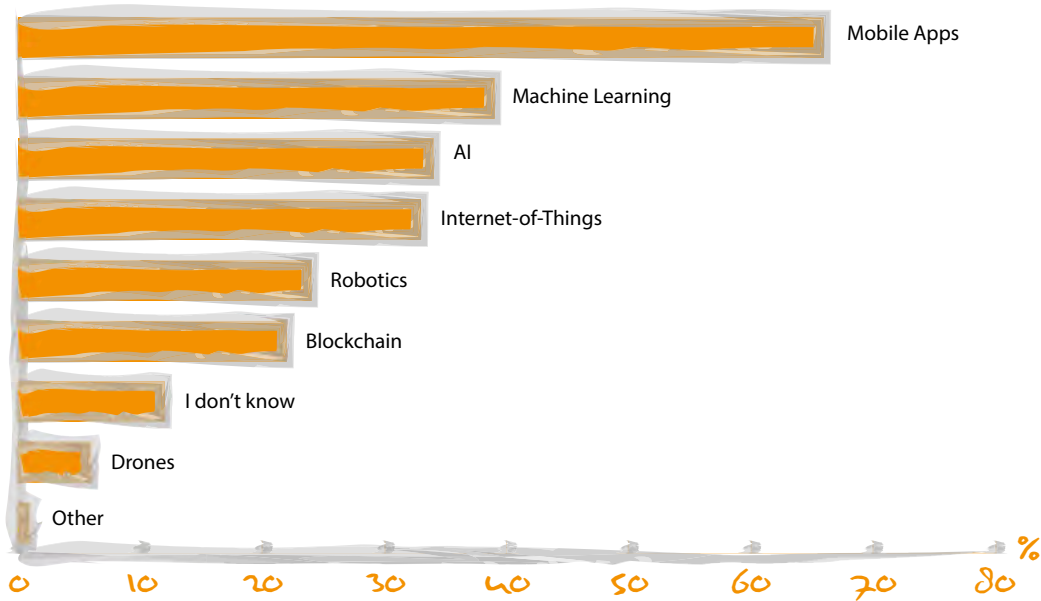 Mobile Apps
Machine Learning
AI
Internet-of-Things
Robotics
Blockchain
I don't know
Drones
Other
%
0 10 20 30 40 50 60 70 80